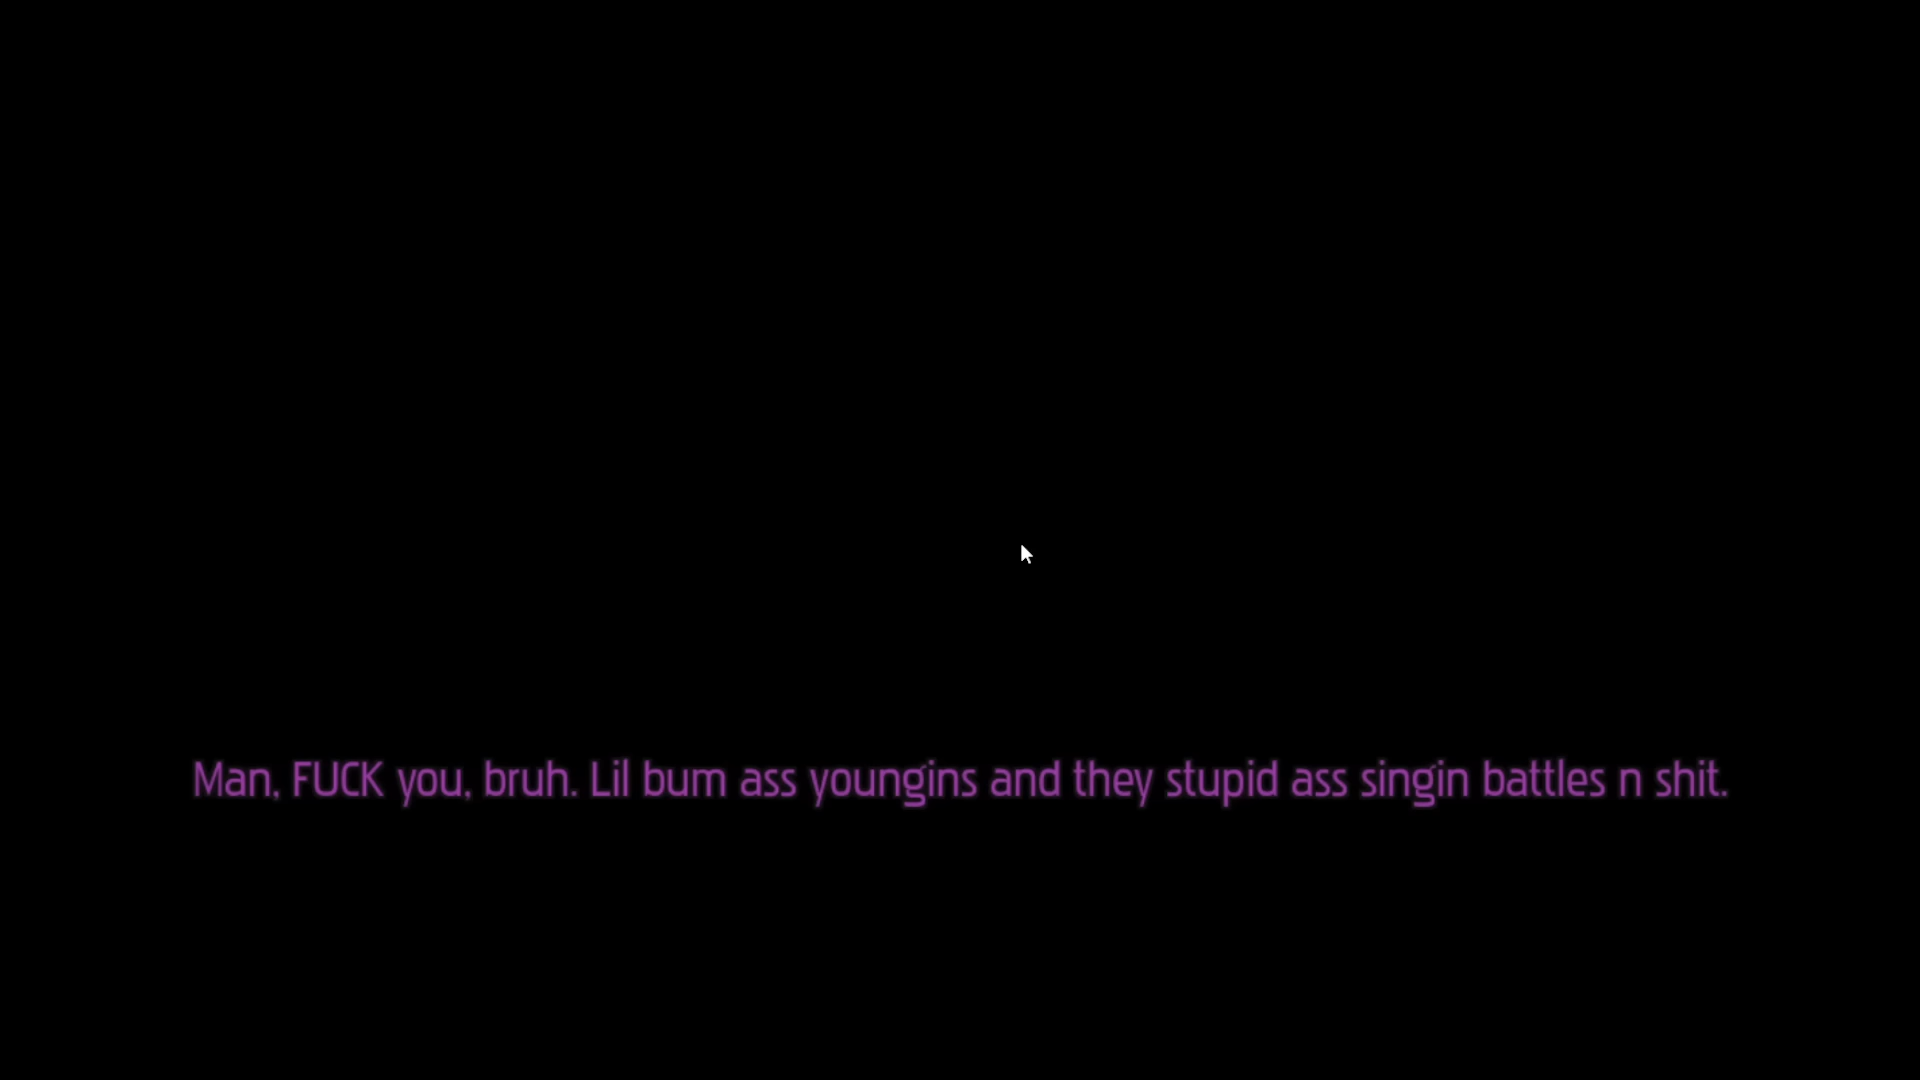 Man, FUCK you, bruh. Lil bum ass youngins and they stupid ass singin battles n shit.